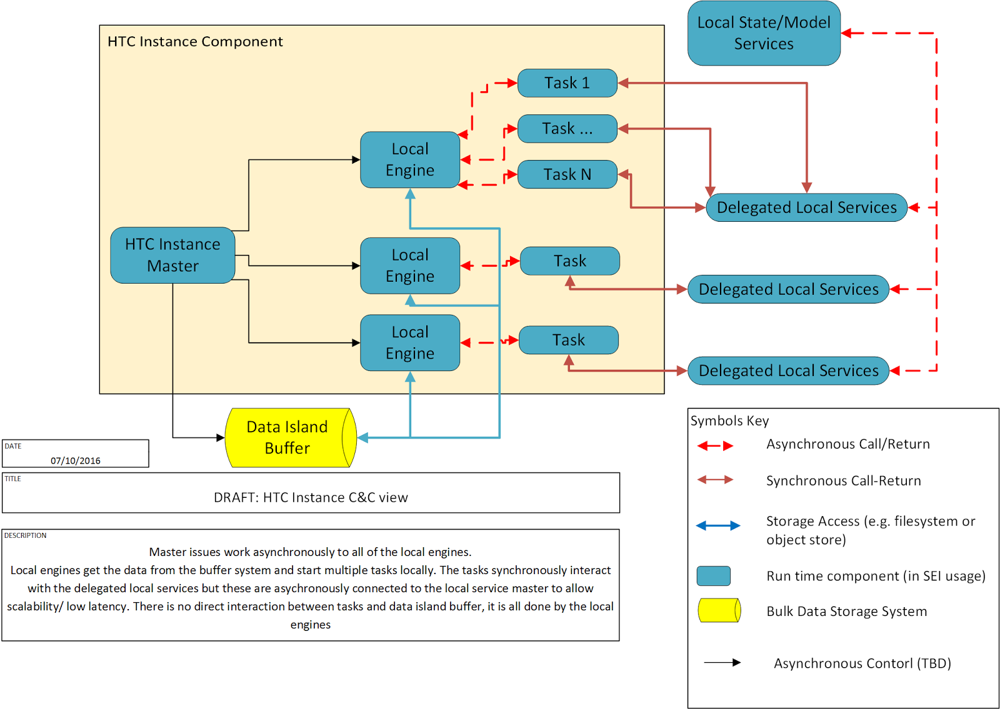 Local State/Model
Services
HTC Instance Component
Task 1
Task ...
Local
Engine
Task N
Delegated Local Services
HTC Instance
Master
Local
Engine
Task
Delegated Local Services
Local
Engine
Task
Delegated Local Services
Data Island
Buffer
DATE
07/10/2016
TITLE
DRAFT: HTC Instance C&C view
DESCRIPTION
Master issues work asynchronously to all of the local engines.
Local engines get the data from the buffer system and start multiple tasks locally. The tasks synchronously interact
with the delegated local services but these are asychronously connected to the local service master to allow
scalability/ low latency. There is no direct interaction between tasks and data island buffer, it is all done by the local
engines
Symbols Key
Asynchronous Call/Return
Synchronous Call-Return
Storage Access (e.g. filesystem or
object store)
Run time component (in SEI usage)
Bulk Data Storage System
Asynchronous Contorl (TBD)